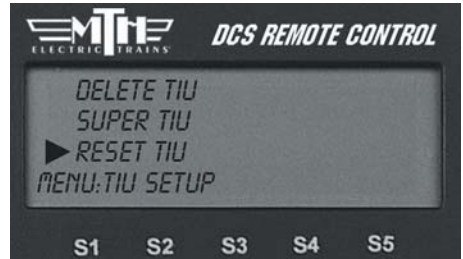 MTH
ELECTRIC TRAINS
DCS REMOTE CONTROL
DELETE TIU
SUPER TIU
RESET TIU
MENU:TIU SETUP
S1 S2 S3 S4 S5